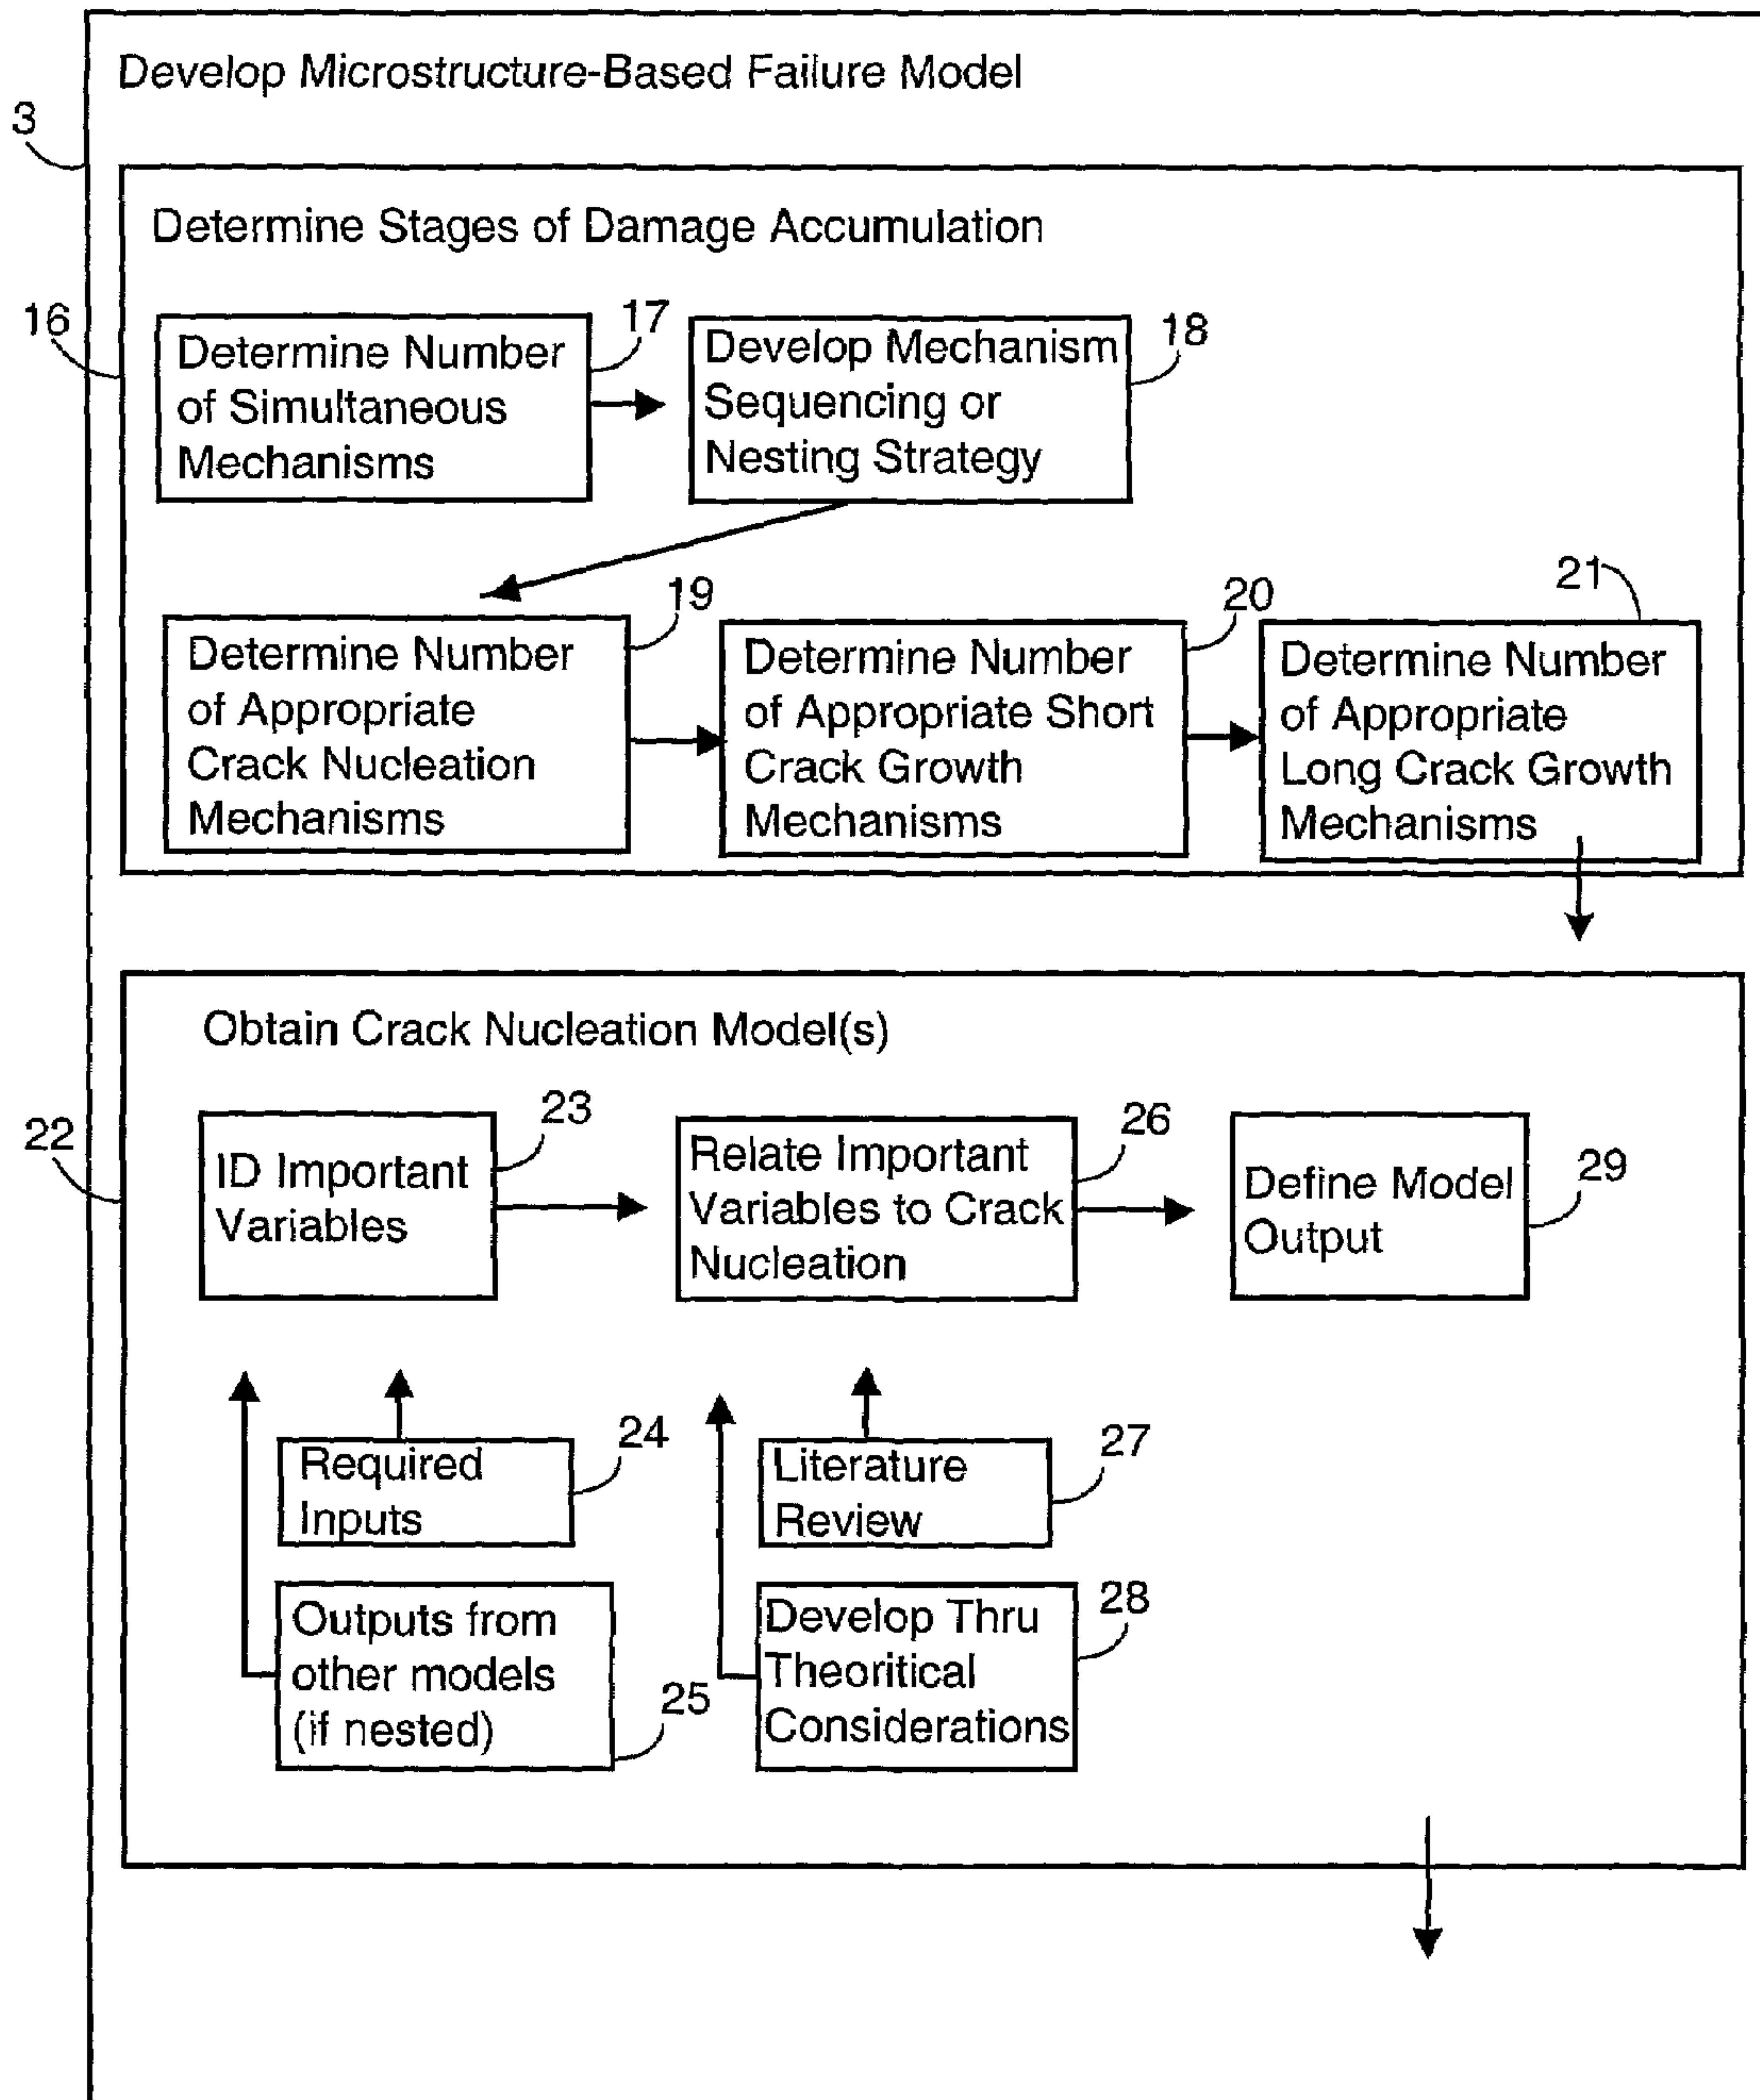 Develop Microstructure-Based Failure Model
3
Determine Stages of Damage Accumulation
16
17
Determine Number
of Simultaneous
Mechanisms
18
Develop Mechanism
Sequencing or
Nesting Strategy
19
Determine Number
of Appropriate
Crack Nucleation
Mechanisms
20
Determine Number
of Appropriate Short
Crack Growth
Mechanisms
21
Determine Number
of Appropriate
Long Crack Growth
Mechanisms
Obtain Crack Nucleation Model(s)
22
23
ID Important
Variables
26
Relate Important
Variables to Crack
Nucleation
29
Define Model
Output
24
Required
Inputs
27
Literature
Review
25
Outputs from
other models
(if nested)
28
Develop Thru
Theoritical
Considerations